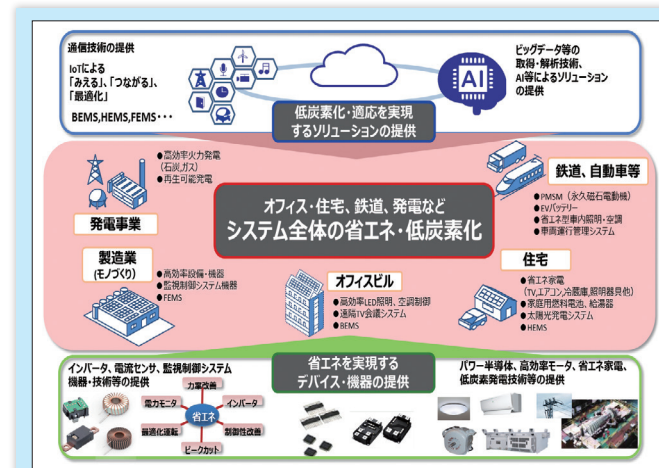 通信技術の提供
IoTによる
「みえる」、「つながる」、
「最適化」
BEMS,HEMS,FEMS・・・
ビッグデータ等の
取得・解析技術、
AI等によるソリューション
の提供
AI
低炭素化・適応を実現
するソリューションの提供
●高効率火力発電
(石炭,ガス)
●再生可能発電
発電事業
鉄道、自動車等
●PMSM（永久磁石電動機）
●EVバッテリー
●省エネ型車内照明・空調
●車両運行管理システム
オフィス・住宅、鉄道、発電など
システム全体の省エネ・低炭素化
製造業
(モノづくり)
●高効率設備・機器
●監視制御システム機器
●FEMS
オフィスビル
●高効率LED照明、空調制御
●遠隔TV会議システム
●BEMS
住宅
●省エネ家電
(TV,エアコン,冷蔵庫,照明器具他)
●家庭用燃料電池、給湯器
●太陽光発電システム
●HEMS
インバータ、電流センサ、監視制御システム
機器・技術等の提供
省エネを実現する
デバイス・機器の提供
パワー半導体、高効率モータ、省エネ家電、
低炭素発電技術等の提供
力率改善
電力モニタ
インバータ
省エネ
最適化運転
制御性改善
ピークカット